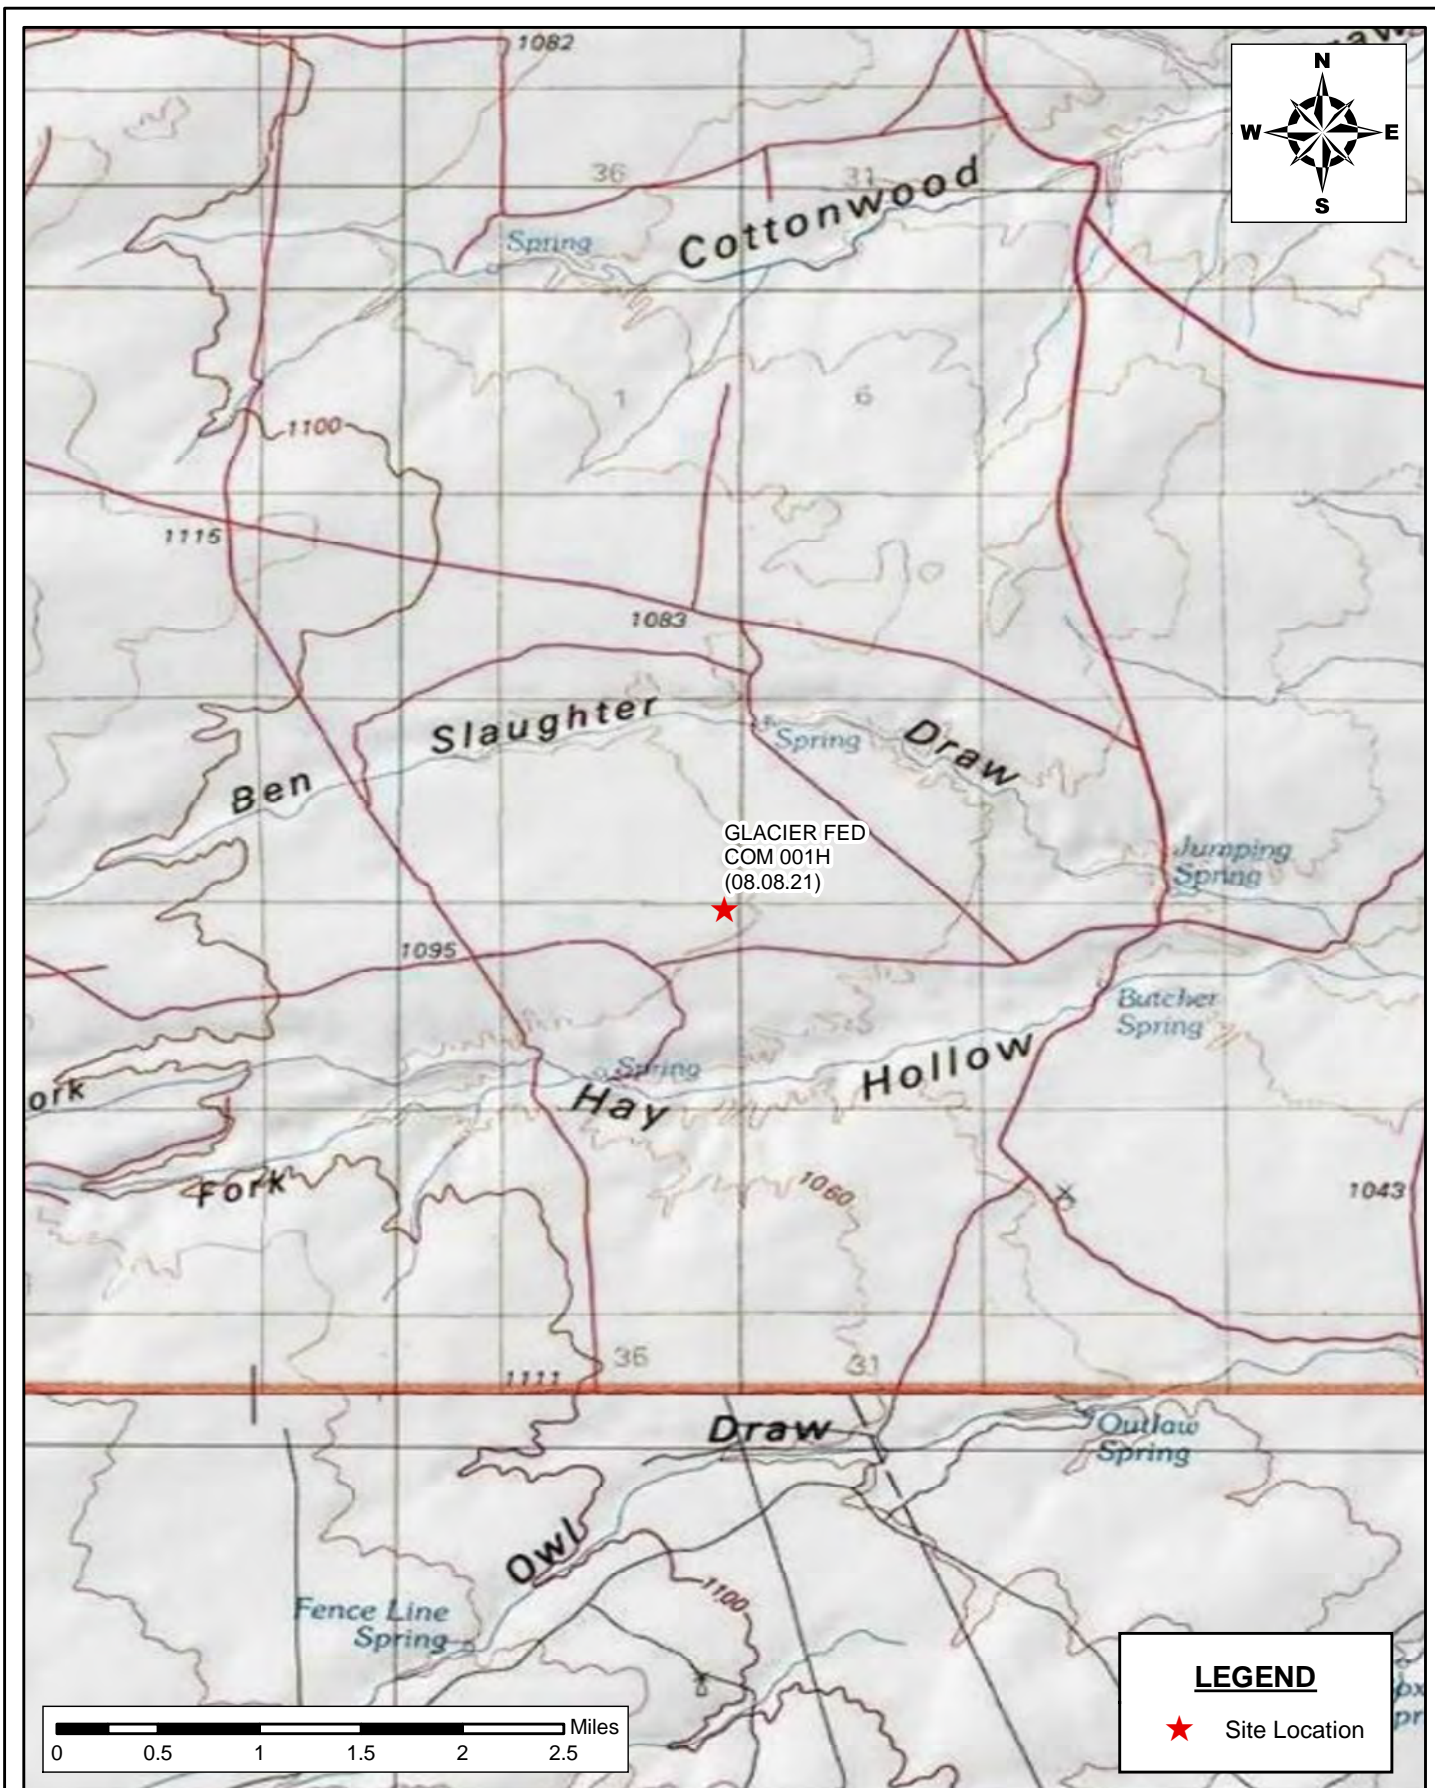 1082
N
W E
S
36
31
Cottonwood
Spring
1
6
1100
1115
1083
Slaughter
Ben
Spring
Draw
GLACIER FED
COM 001H
(08.08.21)
Jumping
Spring
1095
Butcher
Spring
Hollow
Spring
Hay
ork
Fork
1060
1043
36
31
1111
Draw
Outlaw
Spring
Owl
1100
Fence Line
Spring
LEGEND
Site Location
Miles
0 0.5 1 1.5 2 2.5